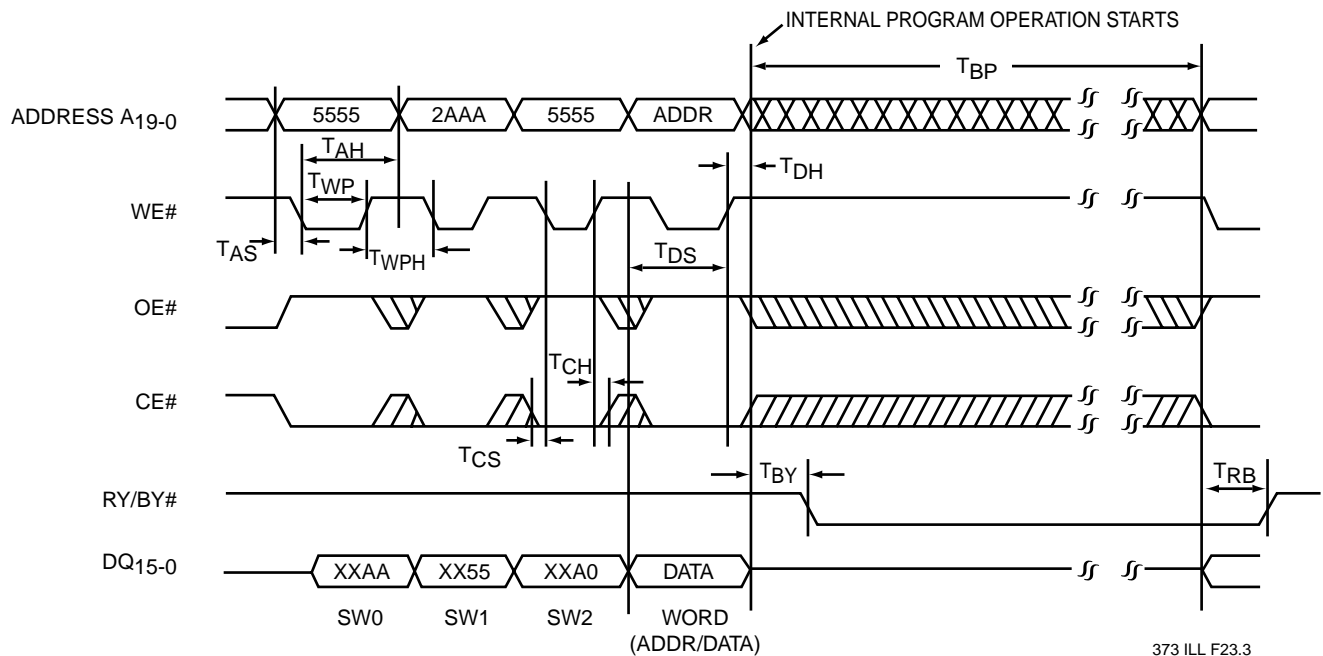 INTERNAL PROGRAM OPERATION STARTS
TBP
ADDRESS A19-0
5555
2AAA
5555
ADDR
TAH
TDH
TWP
WE#
TAS
TWPH
TDS
OE#
TCH
CE#
TCS
TBY
TRB
RY/BY#
DQ15-0
XXAA
XX55
XXA0
DATA
SW0
SW1
SW2
WORD
(ADDR/DATA)
373 ILL F23.3